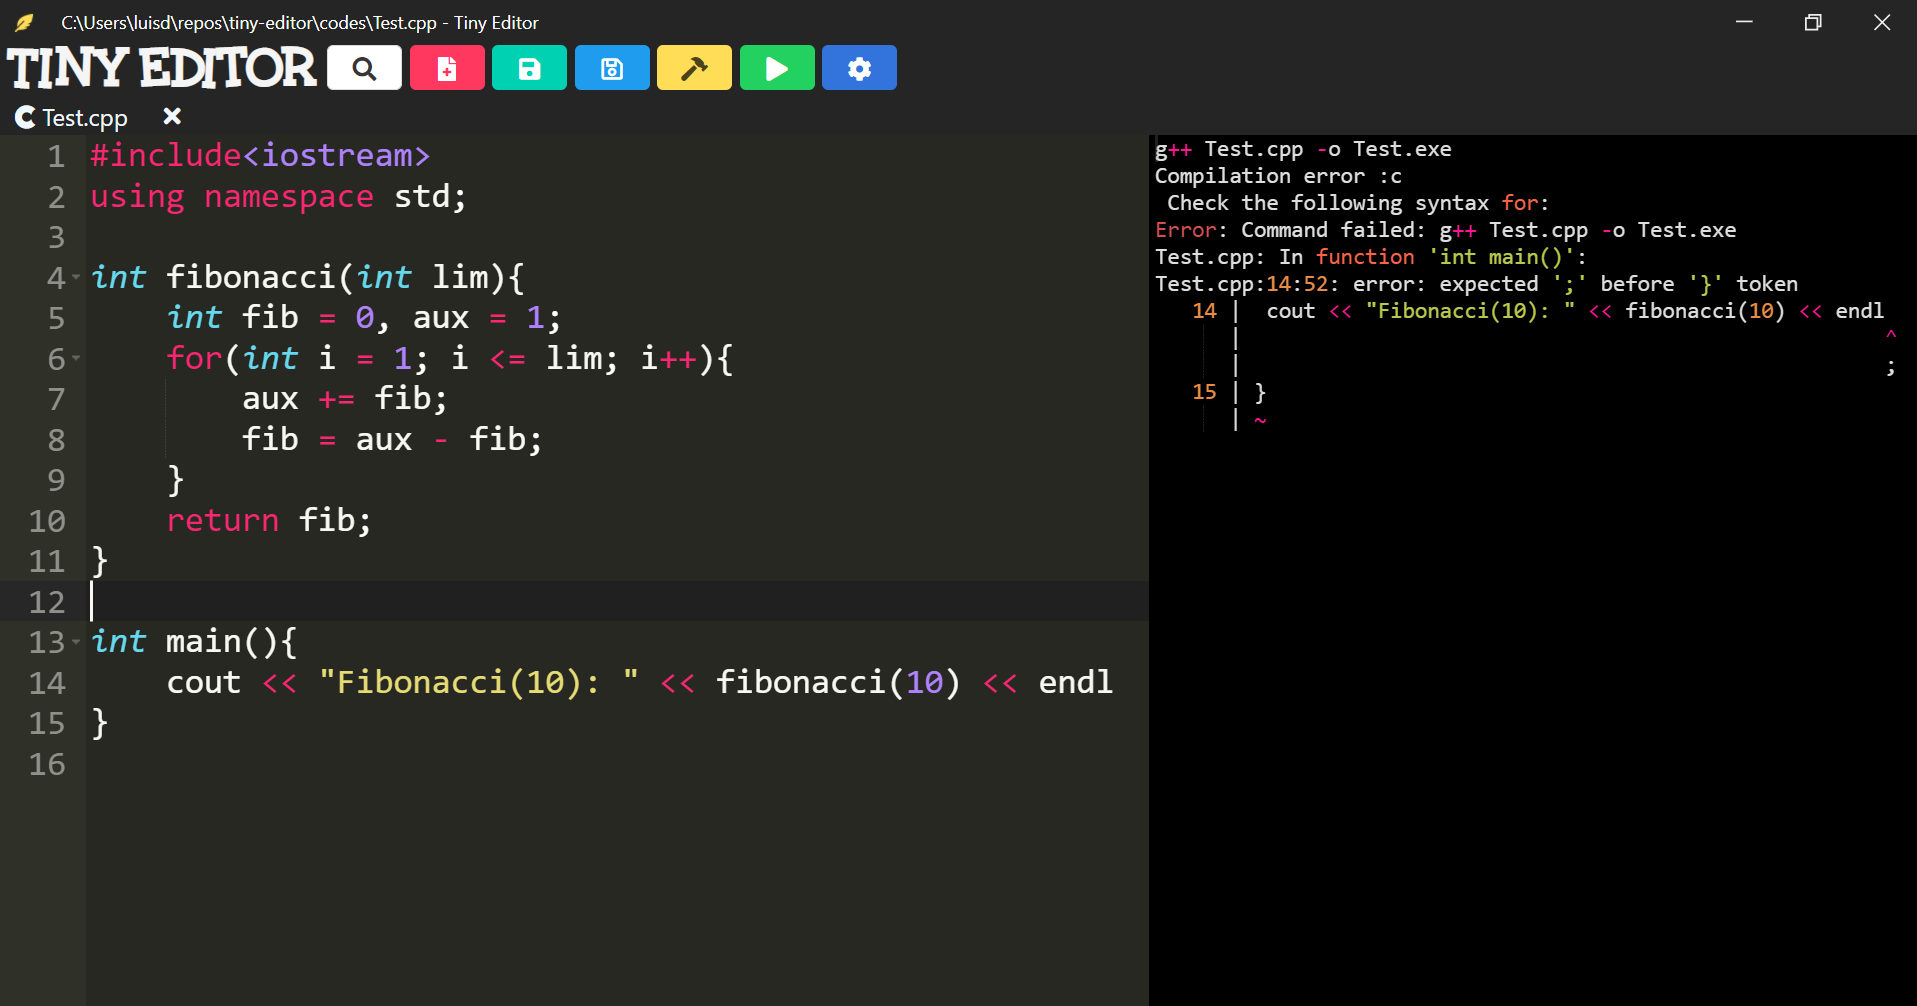 C:\Users\luisd\repos\tiny-editor\codes\Test.cpp - Tiny Editor
TINY EDITOR
Test.cpp
1 #include<iostream>
2 using namespace std;
3
4 int fibonacci(int lim){
5     int fib = 0, aux = 1;
6     for(int i = 1; i <= lim; i++){
7         aux += fib;
8         fib = aux - fib;
9     }
10     return fib;
11 }
12
13 int main(){
14     cout << "Fibonacci(10): " << fibonacci(10) << endl
15 }
16
g++ Test.cpp -o Test.exe
Compilation error :c
 Check the following syntax for:
Error: Command failed: g++ Test.cpp -o Test.exe
Test.cpp: In function 'int main()':
Test.cpp:14:52: error: expected ';' before '}' token
   14 |  cout << "Fibonacci(10): " << fibonacci(10) << endl
      |                                                    ^
      |                                                    ;
   15 | }
      | ~